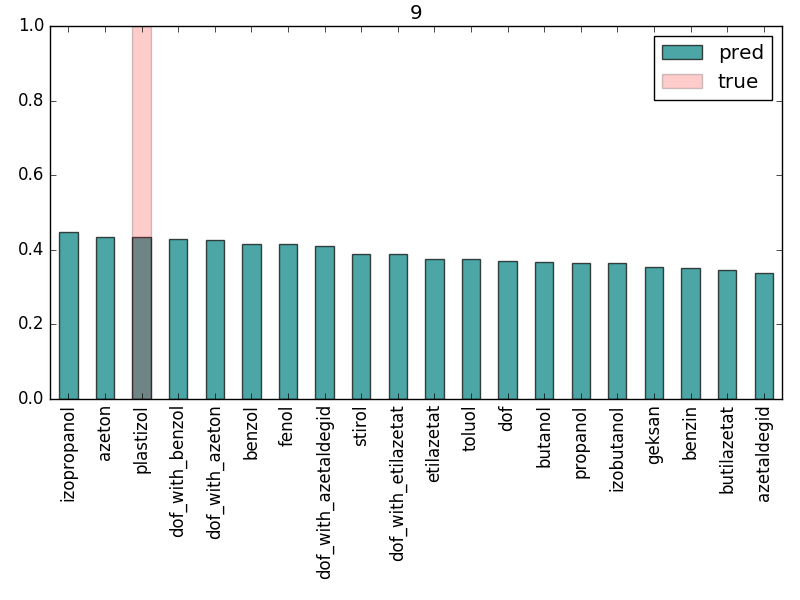 9
1.0
0.8
0.6
0.4
0.2
0.0
pred
true
izopropanol
azeton
plastizol
dof_with_benzol
dof_with_azeton
benzol
fenol
dof_with_azetaldegid
stirol
dof_with_etilazetat
etilazetat
toluol
dof
butanol
propanol
izobutanol
geksan
benzin
butilazetat
azetaldegid